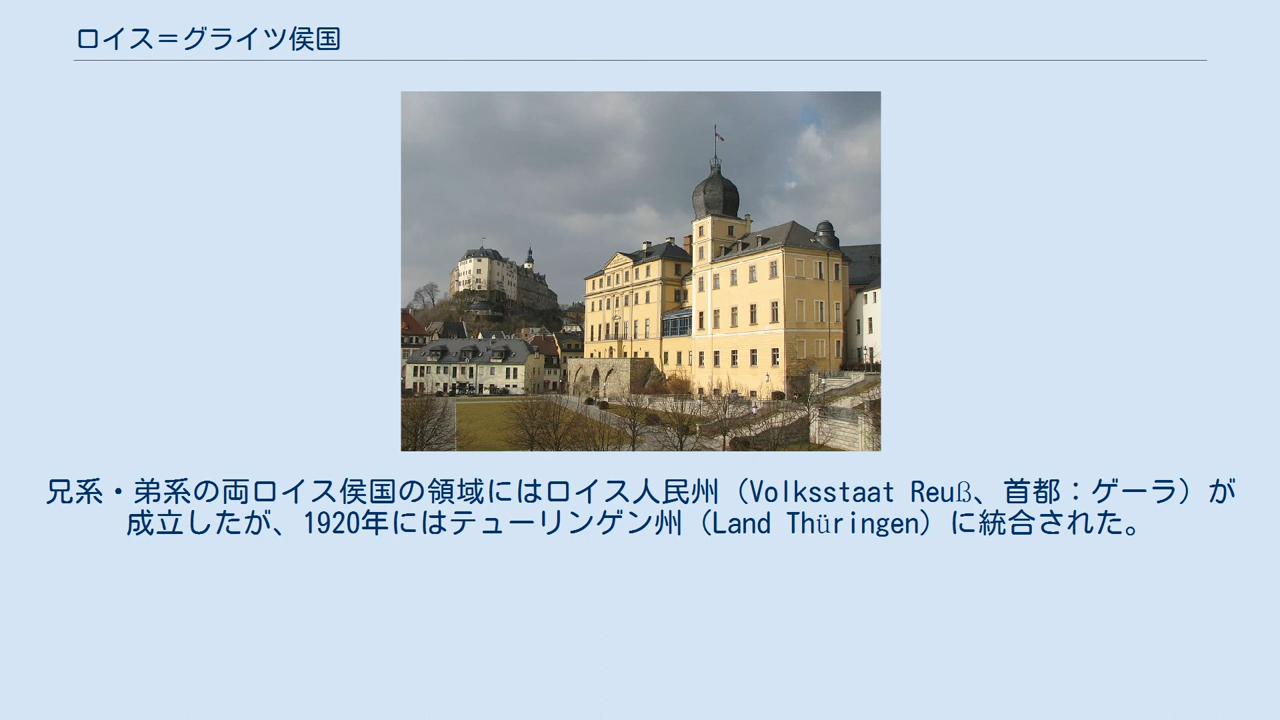 ロイス＝グライツ侯国
兄系・弟系の両ロイス侯国の領域にはロイス人民州（Volksstaat Reuß、首都：ゲーラ）が
成立したが、1920年にはテューリンゲン州（Land Thüringen）に統合された。